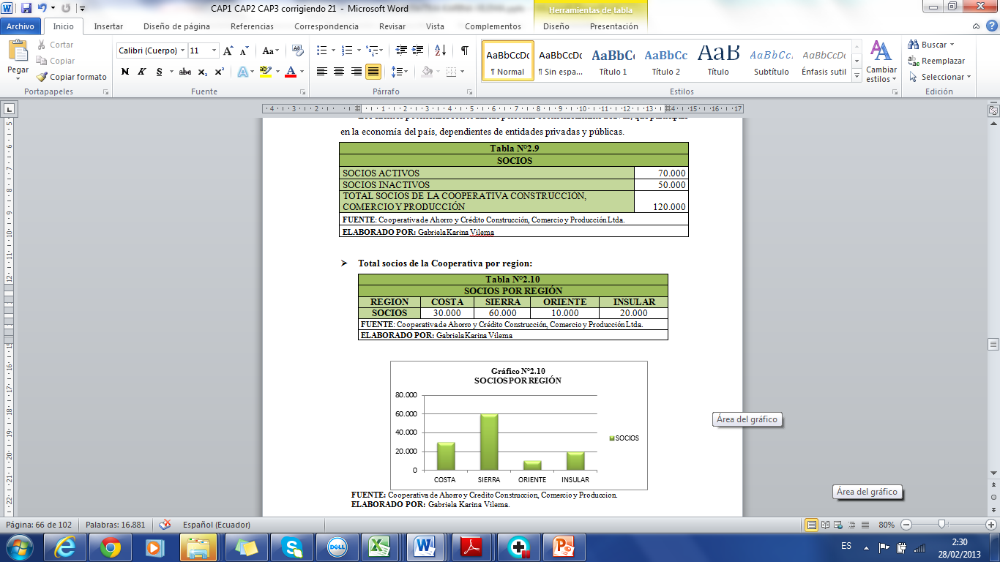 CAP1 CAP2 CAP3 corrigiendo 21 - Microsoft Word
Herramientas de tabla
Archivo Inicio Insertar Diseño de página Referencias Correspondencia Revisar Vista Complementos Diseño Presentación
Pegar
Cortar
Copiar
Copiar formato
Portapapeles
Calibri (Cuerpo) 11
N K S abc x₂ x²
Fuente
Párrafo
AaBbCcDc AaBbCcDc AaBbC AaBbCc AaB AaBbCc. AaBbCcDc
¶ Normal ¶ Sin espa... Título 1 Título 2 Título Subtítulo Énfasis sutil
Cambiar estilos
Estilos
Buscar
Reemplazar
Seleccionar
Edición
en la economía del país, dependientes de entidades privadas y públicas.
Tabla N°2.9
SOCIOS
SOCIOS ACTIVOS 70.000
SOCIOS INACTIVOS 50.000
TOTAL SOCIOS DE LA COOPERATIVA CONSTRUCCIÓN,
COMERCIO Y PRODUCCIÓN 120.000
FUENTE: Cooperativa de Ahorro y Crédito Construcción, Comercio y Producción Ltda.
ELABORADO POR: Gabriela Karina Vilema
Total socios de la Cooperativa por region:
Tabla N°2.10
SOCIOS POR REGIÓN
REGION COSTA SIERRA ORIENTE INSULAR
SOCIOS 30.000 60.000 10.000 20.000
FUENTE: Cooperativa de Ahorro y Crédito Construcción, Comercio y Producción Ltda.
ELABORADO POR: Gabriela Karina Vilema
Gráfico N°2.10
SOCIOS POR REGIÓN
80.000
60.000
40.000
20.000
0
COSTA SIERRA ORIENTE INSULAR
SOCIOS
Área del gráfico
Área del gráfico
FUENTE: Cooperativa de Ahorro y Credito Construccion, Comercio y Produccion.
ELABORADO POR: Gabriela Karina Vilema.
Página: 66 de 102 Palabras: 16.881 Español (Ecuador) 80%
ES
2:30
28/02/2013